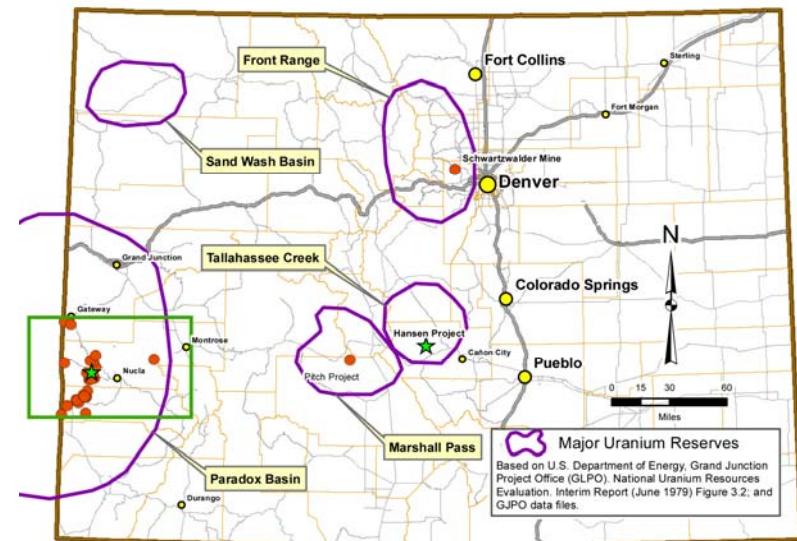 Fort Collins
Sterling
Front Range
Fort Morgan
Sand Wash Basin
Schwartzwalder Mine
Denver
Grand Junction
Tallahassee Creek
N
Gateway
Colorado Springs
Hansen Project
Montrose
Cañon City
Nucla
Pitch Project
Pueblo
0 15 30 60
Miles
Marshall Pass
Paradox Basin
Durango
Major Uranium Reserves
Based on U.S. Department of Energy, Grand Junction
Project Office (GLPO). National Uranium Resources
Evaluation. Interim Report (June 1979) Figure 3.2; and
GJPO data files.